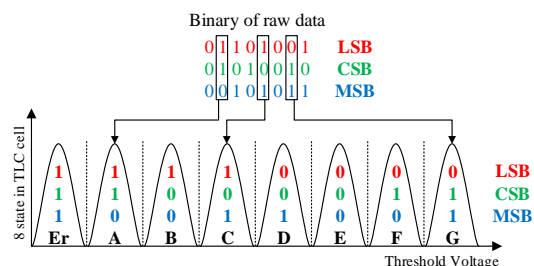 Binary of raw data
0 1 1 0 1 0 0 1 LSB
0 1 0 1 0 0 1 0 CSB
0 0 1 0 1 0 1 1 MSB
8 state in TLC cell
1 1 1 1 0 0 0 0 LSB
1 1 0 0 0 0 1 1 CSB
1 0 0 1 1 0 0 1 MSB
Er A B C D E F G
Threshold Voltage